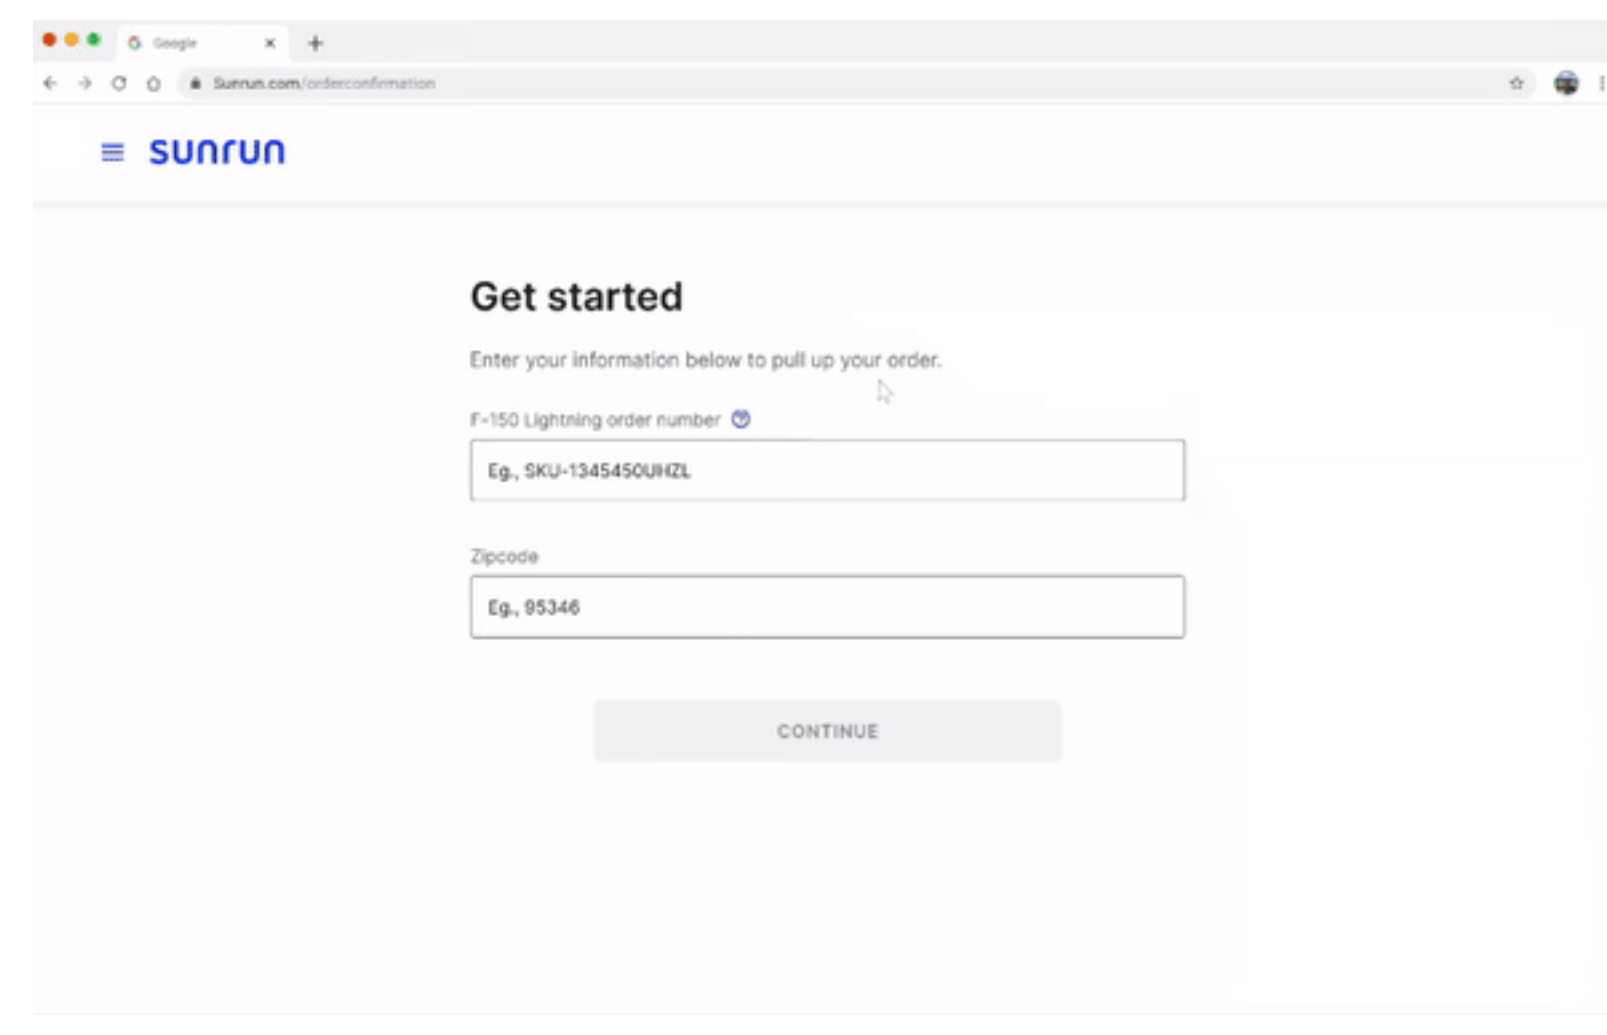 Google
Sunrun.com/orderconfirmation
sunrun
Get started
Enter your information below to pull up your order.
F-150 Lightning order number
Eg., SKU-1345450UHZL
Zipcode
Eg., 95346
CONTINUE